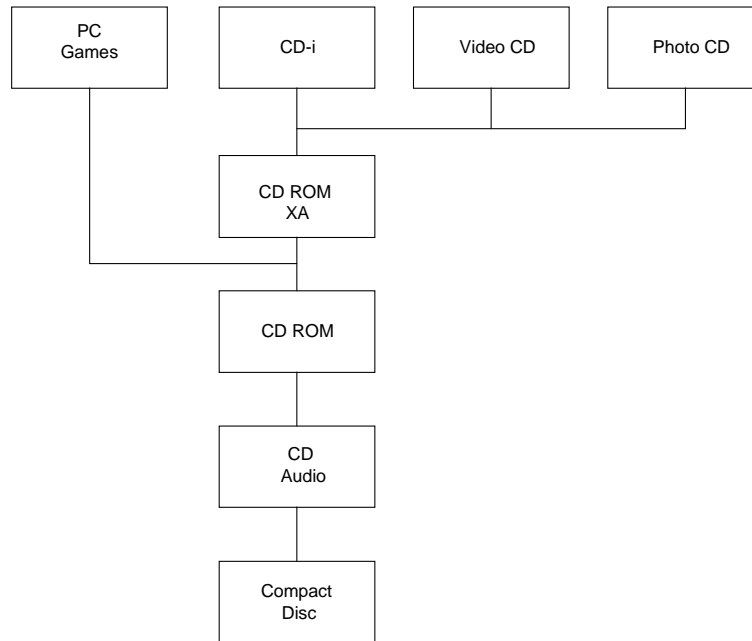 PC
Games
CD-i
Video CD
Photo CD
CD ROM
XA
CD ROM
CD
Audio
Compact
Disc